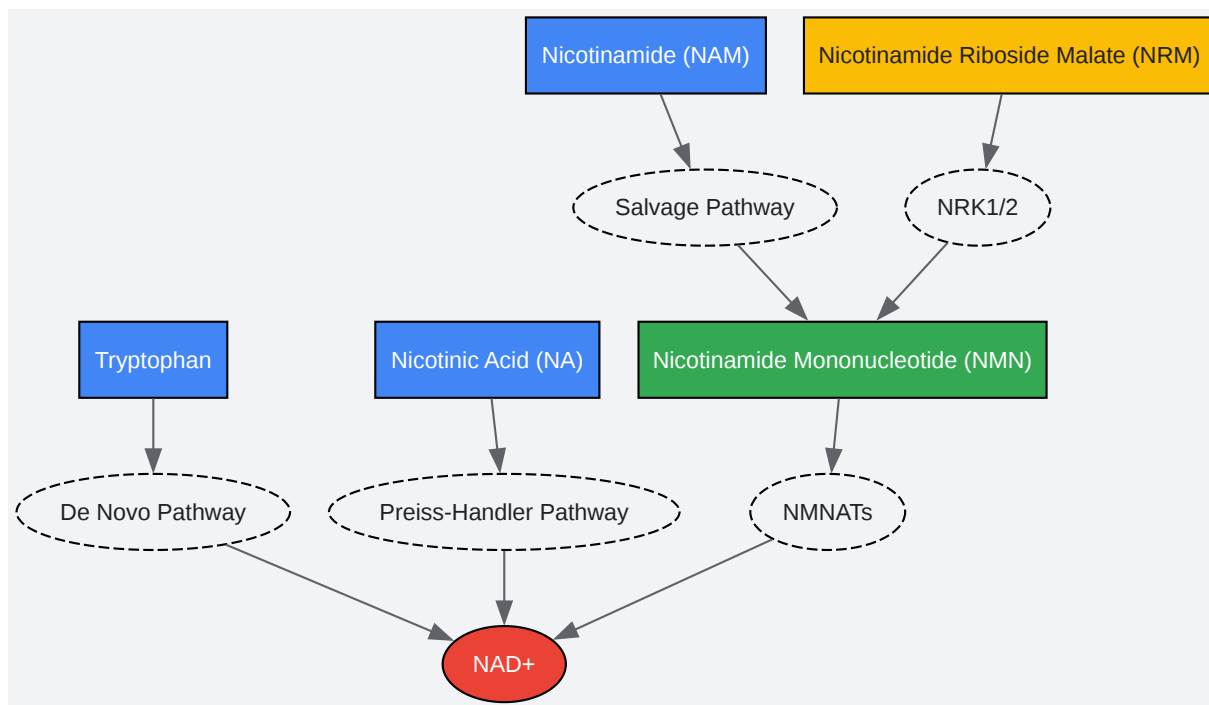 Nicotinamide (NAM)
Nicotinamide Riboside Malate (NRM)
Salvage Pathway
NRK1/2
Tryptophan
Nicotinic Acid (NA)
Nicotinamide Mononucleotide (NMN)
De Novo Pathway
Preiss-Handler Pathway
NMNATs
NAD+